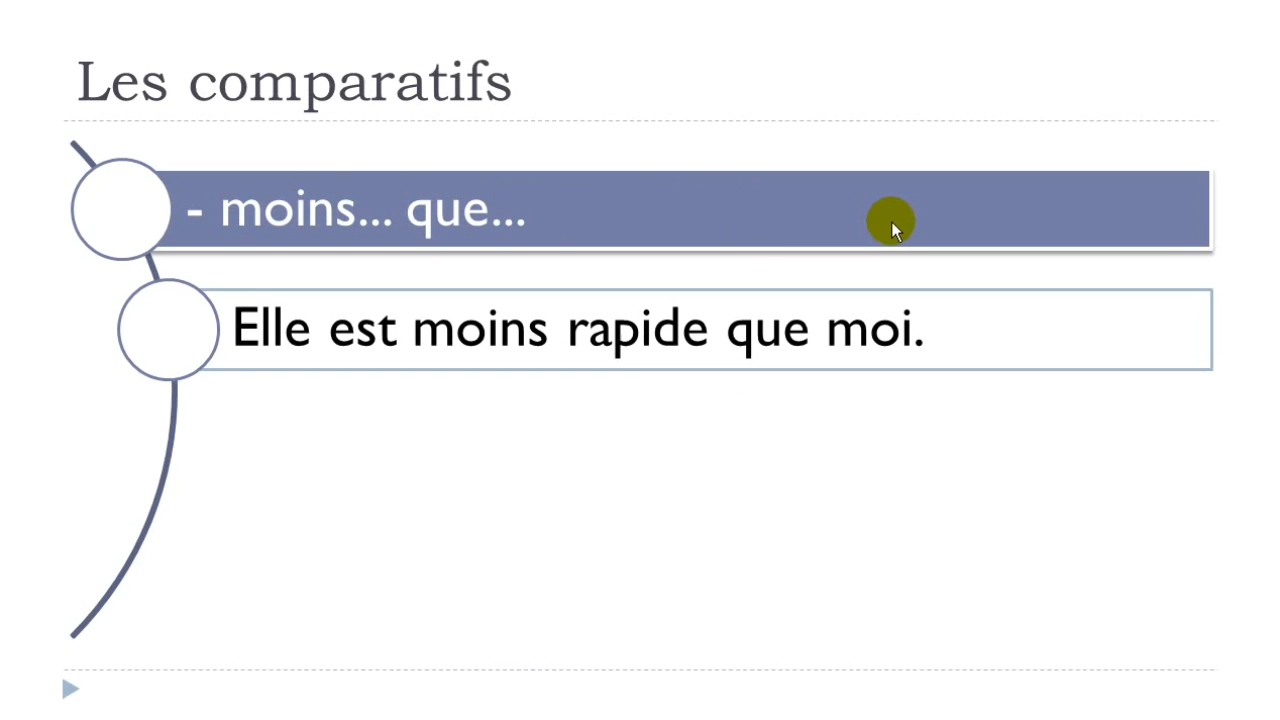 Les comparatifs
- moins... que...
Elle est moins rapide que moi.